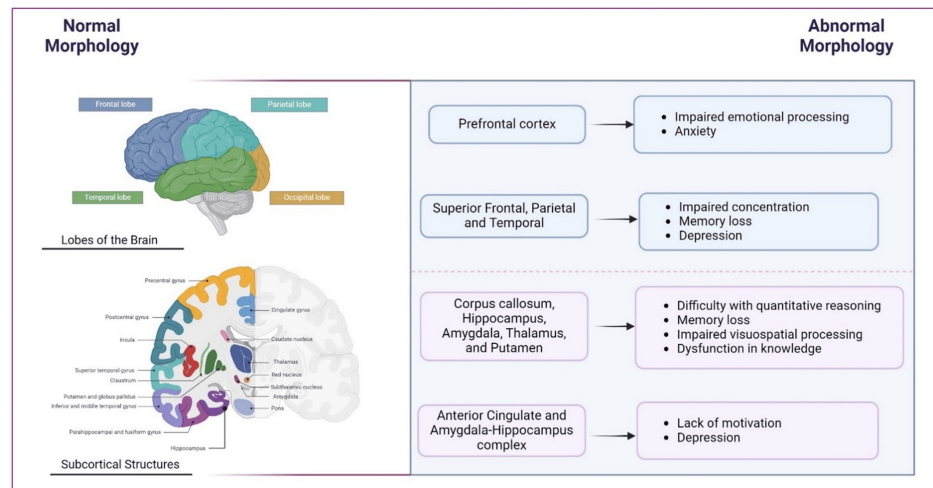 Normal
Morphology
Abnormal
Morphology
Frontal lobe
Parietal lobe
Temporal lobe
Occipital lobe
Lobes of the Brain
Precentral gyrus
Postcentral gyrus
Insula
Superior temporal gyrus
Claustrum
Putamen and globus pallidus
Inferior and middle temporal gyrus
Parahippocampal and fusiform gyrus
Hippocampus
Cingulate gyrus
Caudate nucleus
Thalamus
Red nucleus
Subthalamic nucleus
Amygdala
Pons
Subcortical Structures
Prefrontal cortex
• Impaired emotional processing
• Anxiety
Superior Frontal, Parietal
and Temporal
• Impaired concentration
• Memory loss
• Depression
Corpus callosum,
Hippocampus,
Amygdala, Thalamus,
and Putamen
• Difficulty with quantitative reasoning
• Memory loss
• Impaired visuospatial processing
• Dysfunction in knowledge
Anterior Cingulate and
Amygdala-Hippocampus
complex
• Lack of motivation
• Depression